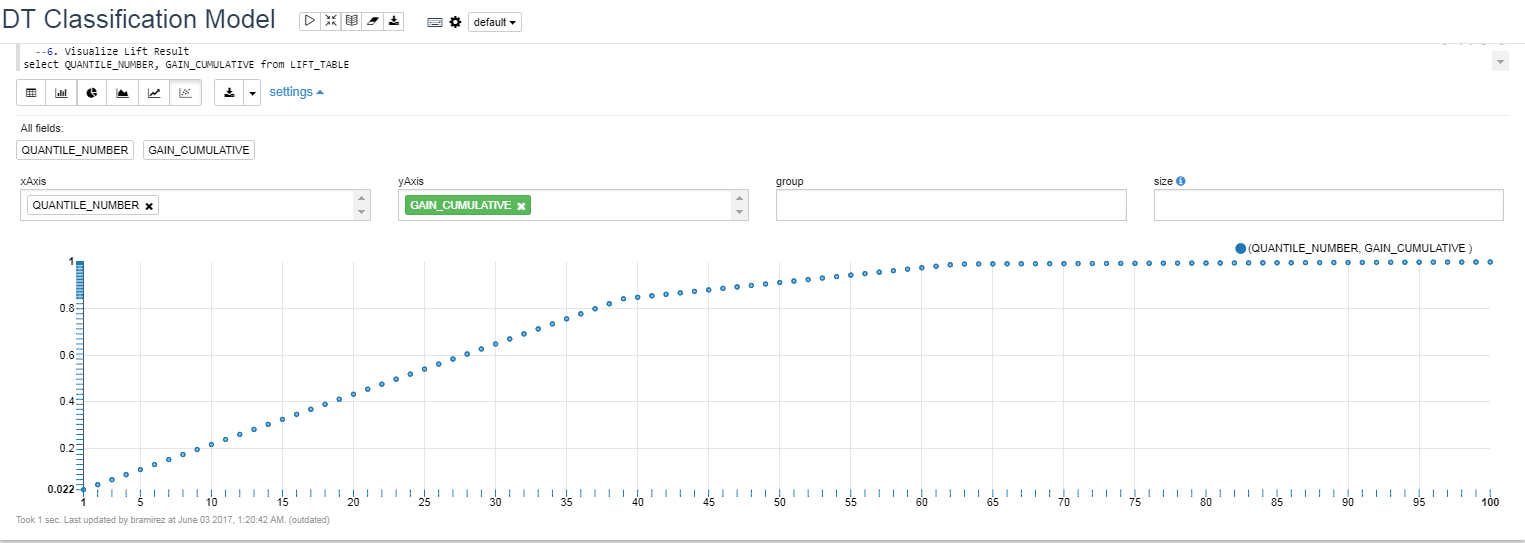 DT Classification Model
default
--6. Visualize Lift Result
select QUANTILE_NUMBER, GAIN_CUMULATIVE from LIFT_TABLE
settings
All fields:
QUANTILE_NUMBER GAIN_CUMULATIVE
xAxis yAxis group size
QUANTILE_NUMBER GAIN_CUMULATIVE
(QUANTILE_NUMBER, GAIN_CUMULATIVE )
1
0.8
0.6
0.4
0.2
0.022
1 5 10 15 20 25 30 35 40 45 50 55 60 65 70 75 80 85 90 95 100
Took 1 sec. Last updated by bramirez at June 03 2017, 1:20:42 AM. (outdated)